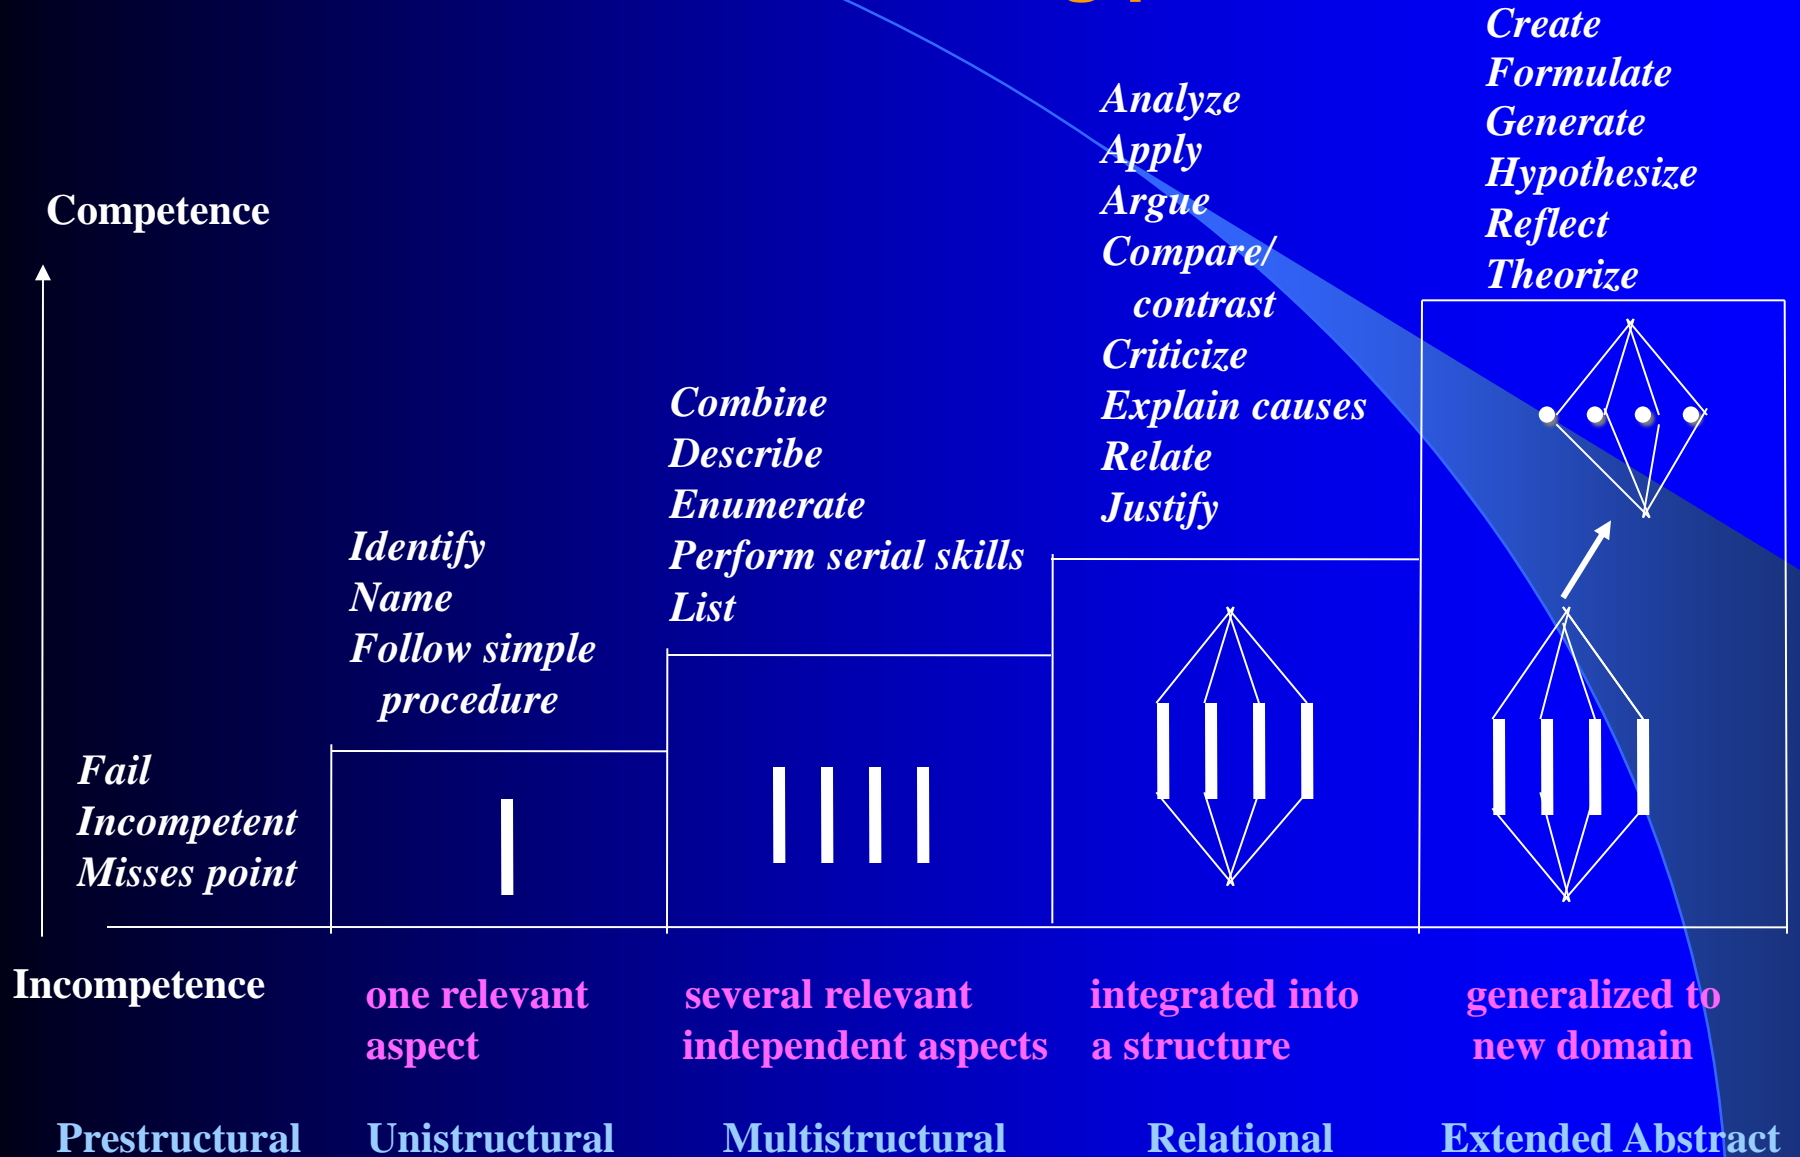 Create
Formulate
Generate
Hypothesize
Reflect
Theorize
Analyze
Apply
Argue
Compare/
contrast
Criticize
Explain causes
Relate
Justify
Competence
Combine
Describe
Enumerate
Perform serial skills
List
Identify
Name
Follow simple
procedure
Fail
Incompetent
Misses point
Incompetence
one relevant
aspect
several relevant
independent aspects
integrated into
a structure
generalized to
new domain
Prestructural
Unistructural
Multistructural
Relational
Extended Abstract